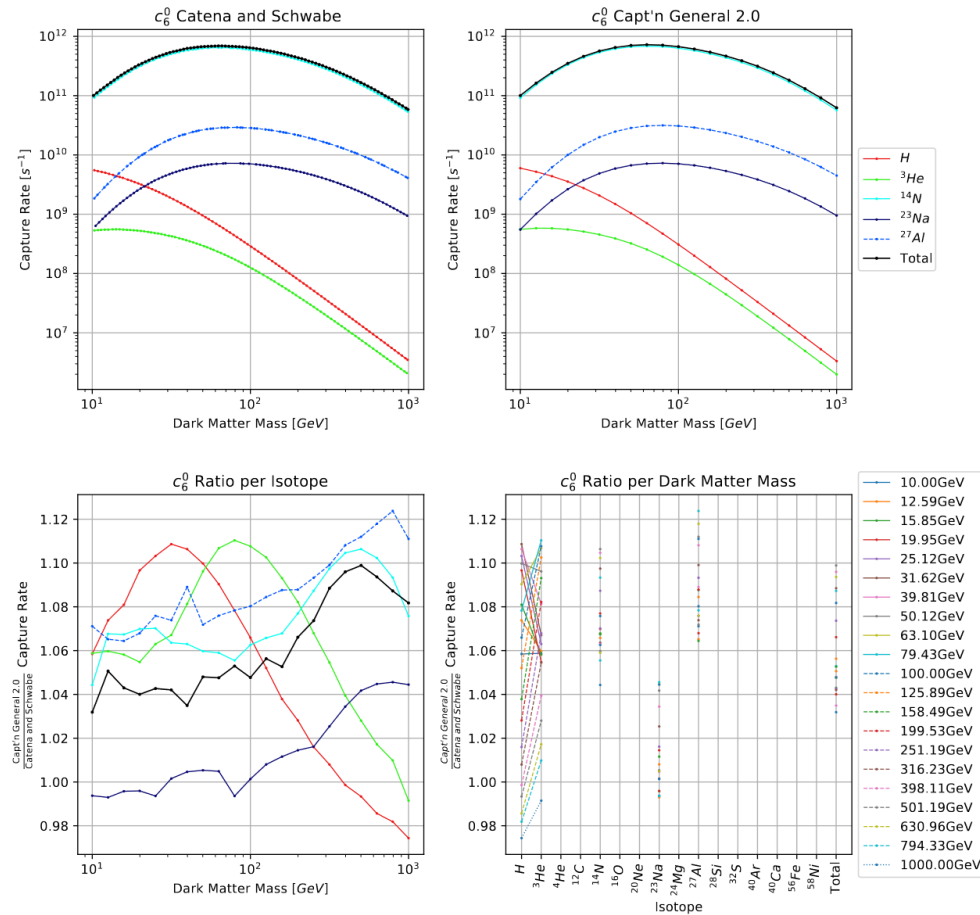 c₆⁰ Catena and Schwabe
10¹²
10¹¹
10¹⁰
10⁹
10⁸
10⁷
Capture Rate [s⁻¹]
10¹ 10² 10³
Dark Matter Mass [GeV]
c₆⁰ Capt'n General 2.0
10¹²
10¹¹
10¹⁰
10⁹
10⁸
10⁷
Capture Rate [s⁻¹]
10¹ 10² 10³
Dark Matter Mass [GeV]
H
³He
¹⁴N
²³Na
²⁷Al
Total
c₆⁰ Ratio per Isotope
1.12
1.10
1.08
1.06
1.04
1.02
1.00
0.98
Capt'n General 2.0
Catena and Schwabe
Capture Rate
10¹ 10² 10³
Dark Matter Mass [GeV]
c₆⁰ Ratio per Dark Matter Mass
1.12
1.10
1.08
1.06
1.04
1.02
1.00
0.98
Capt'n General 2.0
Catena and Schwabe
Capture Rate
H ³He ⁴He ¹²C ¹⁴N ¹⁶O ²⁰Ne ²³Na ²⁴Mg ²⁷Al ²⁸Si ³²S ⁴⁰Ar ⁴⁰Ca ⁵⁶Fe ⁵⁸Ni Total
Isotope
10.00GeV
12.59GeV
15.85GeV
19.95GeV
25.12GeV
31.62GeV
39.81GeV
50.12GeV
63.10GeV
79.43GeV
100.00GeV
125.89GeV
158.49GeV
199.53GeV
251.19GeV
316.23GeV
398.11GeV
501.19GeV
630.96GeV
794.33GeV
1000.00GeV